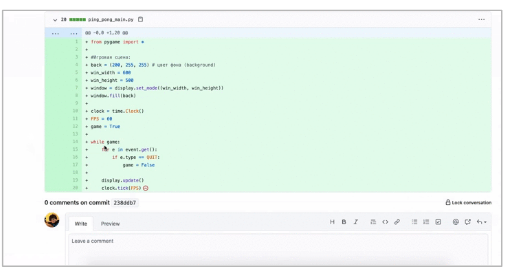 20 ping_pong_main.py
... ... @@ -0,0 +1,20 @@
1 + from pygame import *
2 +
3 + #Игровая сцена:
4 + back = (200, 255, 255) # цвет фона (background)
5 + win_width = 600
6 + win_height = 500
7 + window = display.set_mode((win_width, win_height))
8 + window.fill(back)
9 +
10 + clock = time.Clock()
11 + FPS = 60
12 + game = True
13 +
14 + while game:
15 + for e in event.get():
16 + if e.type == QUIT:
17 + game = False
18 +
19 + display.update()
20 + clock.tick(FPS)
0 comments on commit 238ddb7
Lock conversation
Write Preview
H B I
Leave a comment